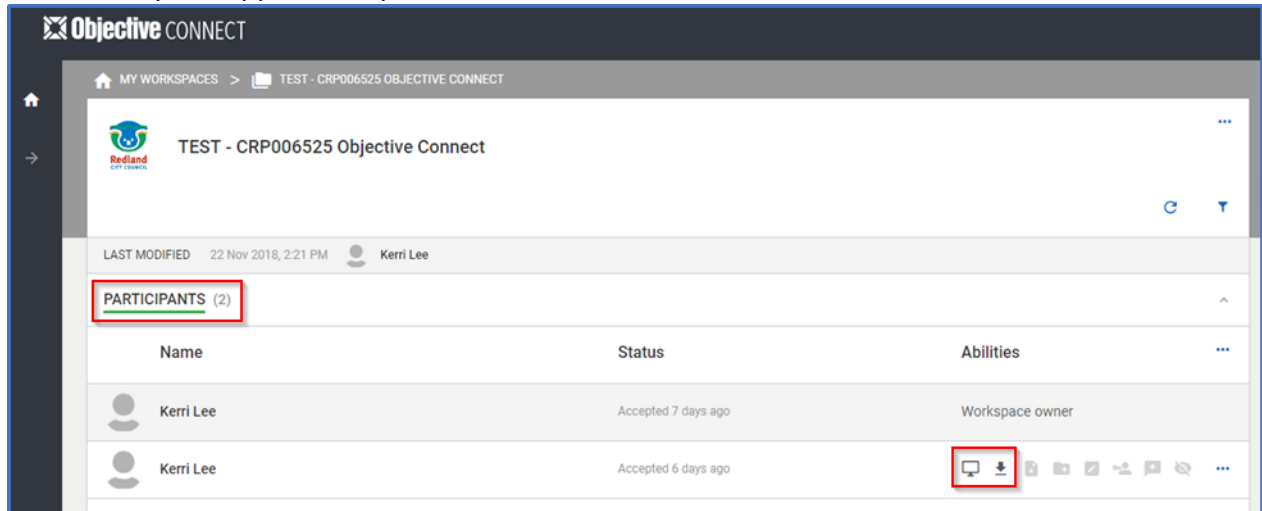 Objective CONNECT
MY WORKSPACES > TEST - CRP006525 OBJECTIVE CONNECT
Redland
CITY COUNCIL
TEST - CRP006525 Objective Connect
LAST MODIFIED 22 Nov 2018, 2:21 PM Kerri Lee
PARTICIPANTS (2)
Name Status Abilities
Kerri Lee Accepted 7 days ago Workspace owner
Kerri Lee Accepted 6 days ago